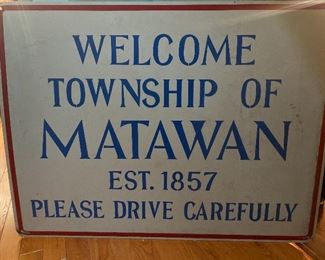 WELCOME
TOWNSHIP OF
MATAWAN
EST. 1857
PLEASE DRIVE CAREFULLY